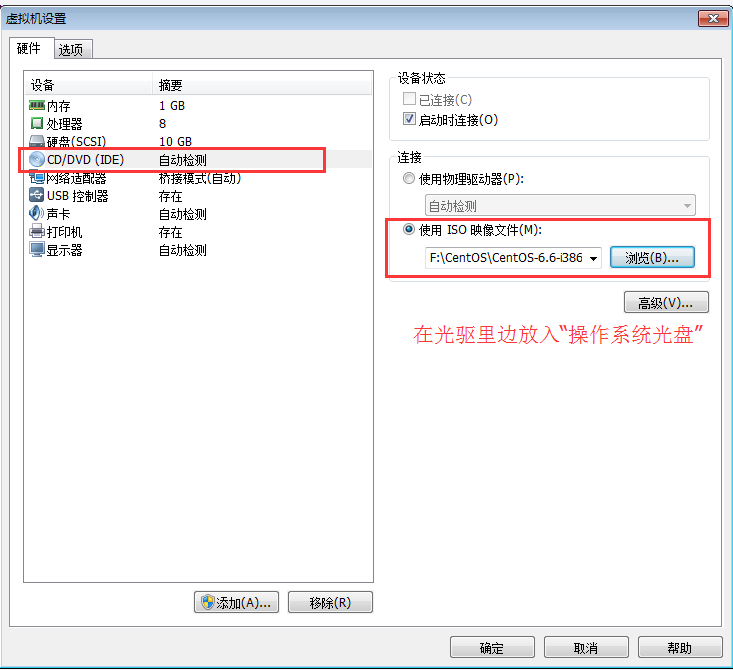 虚拟机设置
硬件 选项
设备 摘要
内存 1 GB
处理器 8
硬盘(SCSI) 10 GB
CD/DVD (IDE) 自动检测
网络适配器 桥接模式(自动)
USB 控制器 存在
声卡 自动检测
打印机 存在
显示器 自动检测
添加(A)... 移除(R)
设备状态
已连接(C)
启动时连接(O)
连接
使用物理驱动器(P):
自动检测
使用 ISO 映像文件(M):
F:\CentOS\CentOS-6.6-i386 浏览(B)...
高级(V)...
在光驱里边放入“操作系统光盘”
确定 取消 帮助